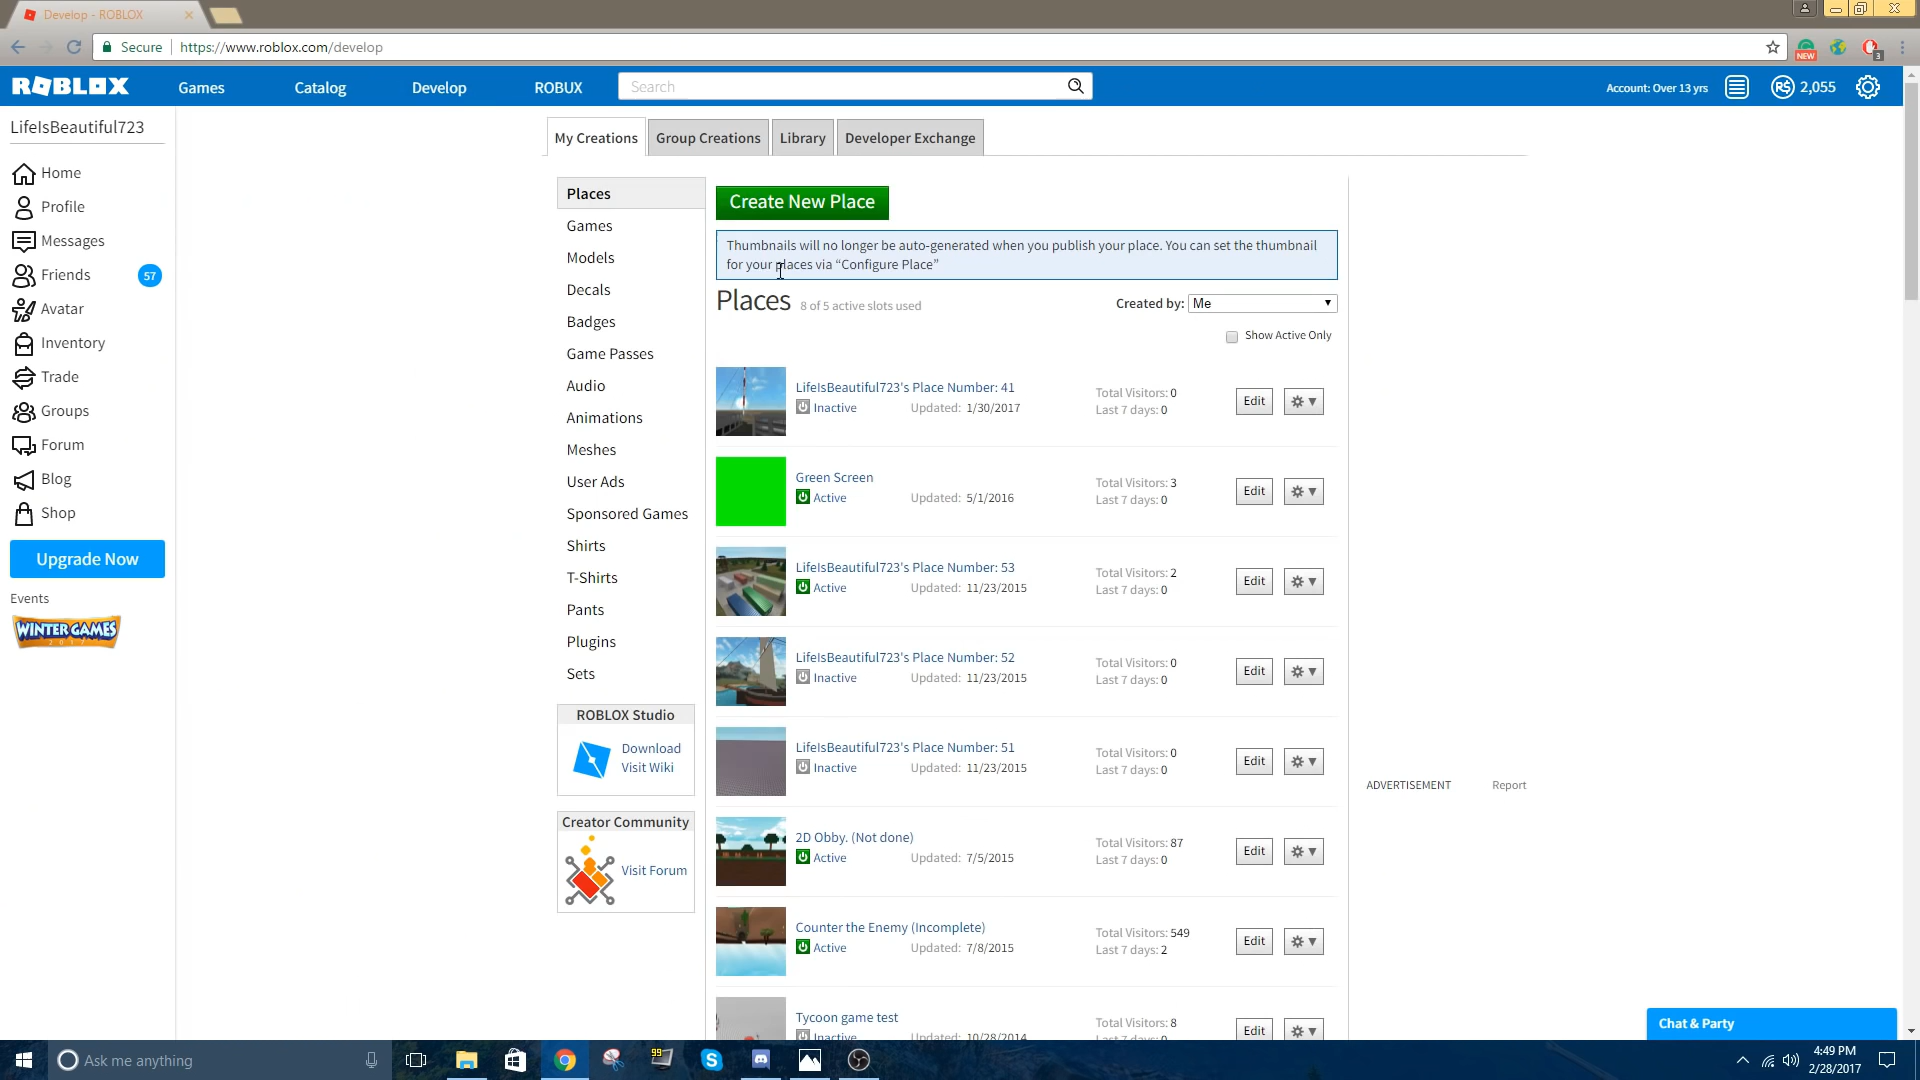 Develop - ROBLOX
Secure https://www.roblox.com/develop
NEW
3
ROBLOX Games Catalog Develop ROBUX Search Account: Over 13 yrs R$ 2,055
LifeIsBeautiful723
Home
Profile
Messages
Friends 57
Avatar
Inventory
Trade
Groups
Forum
Blog
Shop
Upgrade Now
Events
WINTER GAMES
My Creations Group Creations Library Developer Exchange
Places
Games
Models
Decals
Badges
Game Passes
Audio
Animations
Meshes
User Ads
Sponsored Games
Shirts
T-Shirts
Pants
Plugins
Sets
ROBLOX Studio
Download
Visit Wiki
Creator Community
Visit Forum
Create New Place
Thumbnails will no longer be auto-generated when you publish your place. You can set the thumbnail
for your places via “Configure Place”
Places 8 of 5 active slots used Created by: Me
Show Active Only
LifeIsBeautiful723's Place Number: 41 Total Visitors: 0 Edit
Inactive Updated: 1/30/2017 Last 7 days: 0
Green Screen Total Visitors: 3 Edit
Active Updated: 5/1/2016 Last 7 days: 0
LifeIsBeautiful723's Place Number: 53 Total Visitors: 2 Edit
Active Updated: 11/23/2015 Last 7 days: 0
LifeIsBeautiful723's Place Number: 52 Total Visitors: 0 Edit
Inactive Updated: 11/23/2015 Last 7 days: 0
LifeIsBeautiful723's Place Number: 51 Total Visitors: 0 Edit
Inactive Updated: 11/23/2015 Last 7 days: 0
2D Obby. (Not done) Total Visitors: 87 Edit
Active Updated: 7/5/2015 Last 7 days: 0
Counter the Enemy (Incomplete) Total Visitors: 549 Edit
Active Updated: 7/8/2015 Last 7 days: 2
Tycoon game test Total Visitors: 8 Edit
Inactive Updated: 10/28/2014
ADVERTISEMENT Report
Chat & Party
Ask me anything
99
4:49 PM
2/28/2017